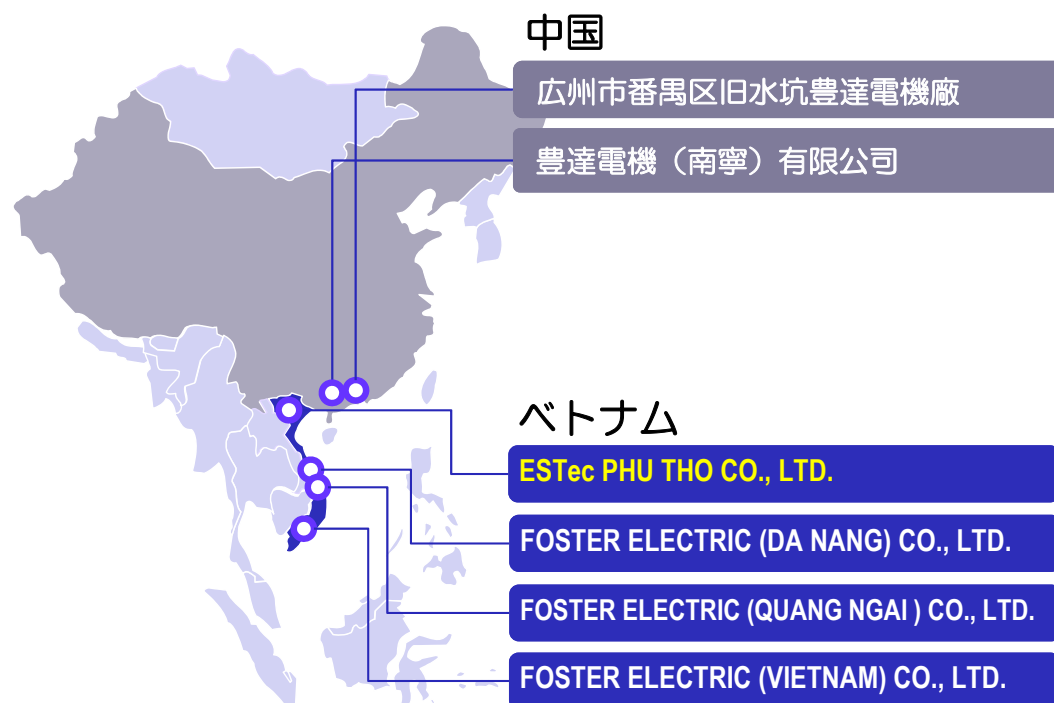 中国
広州市番禺区旧水坑豊達電機廠
豊達電機（南寧）有限公司
ベトナム
ESTec PHU THO CO., LTD.
FOSTER ELECTRIC (DA NANG) CO., LTD.
FOSTER ELECTRIC (QUANG NGAI ) CO., LTD.
FOSTER ELECTRIC (VIETNAM) CO., LTD.